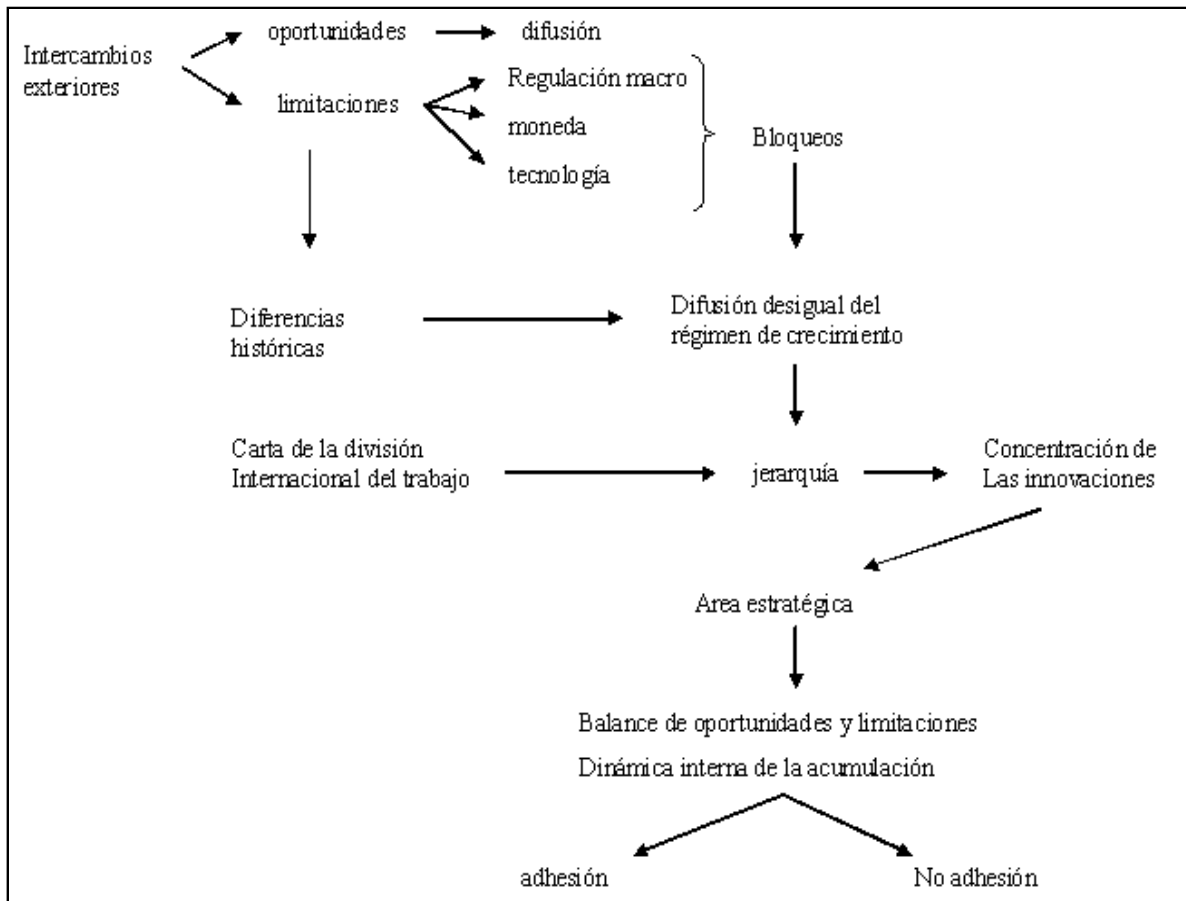 oportunidades
difusión
Intercambios
exteriores
limitaciones
Regulación macro
moneda
tecnología
Bloqueos
Diferencias
históricas
Difusión desigual del
régimen de crecimiento
Carta de la división
Internacional del trabajo
jerarquía
Concentración de
Las innovaciones
Area estratégica
Balance de oportunidades y limitaciones
Dinámica interna de la acumulación
adhesión
No adhesión